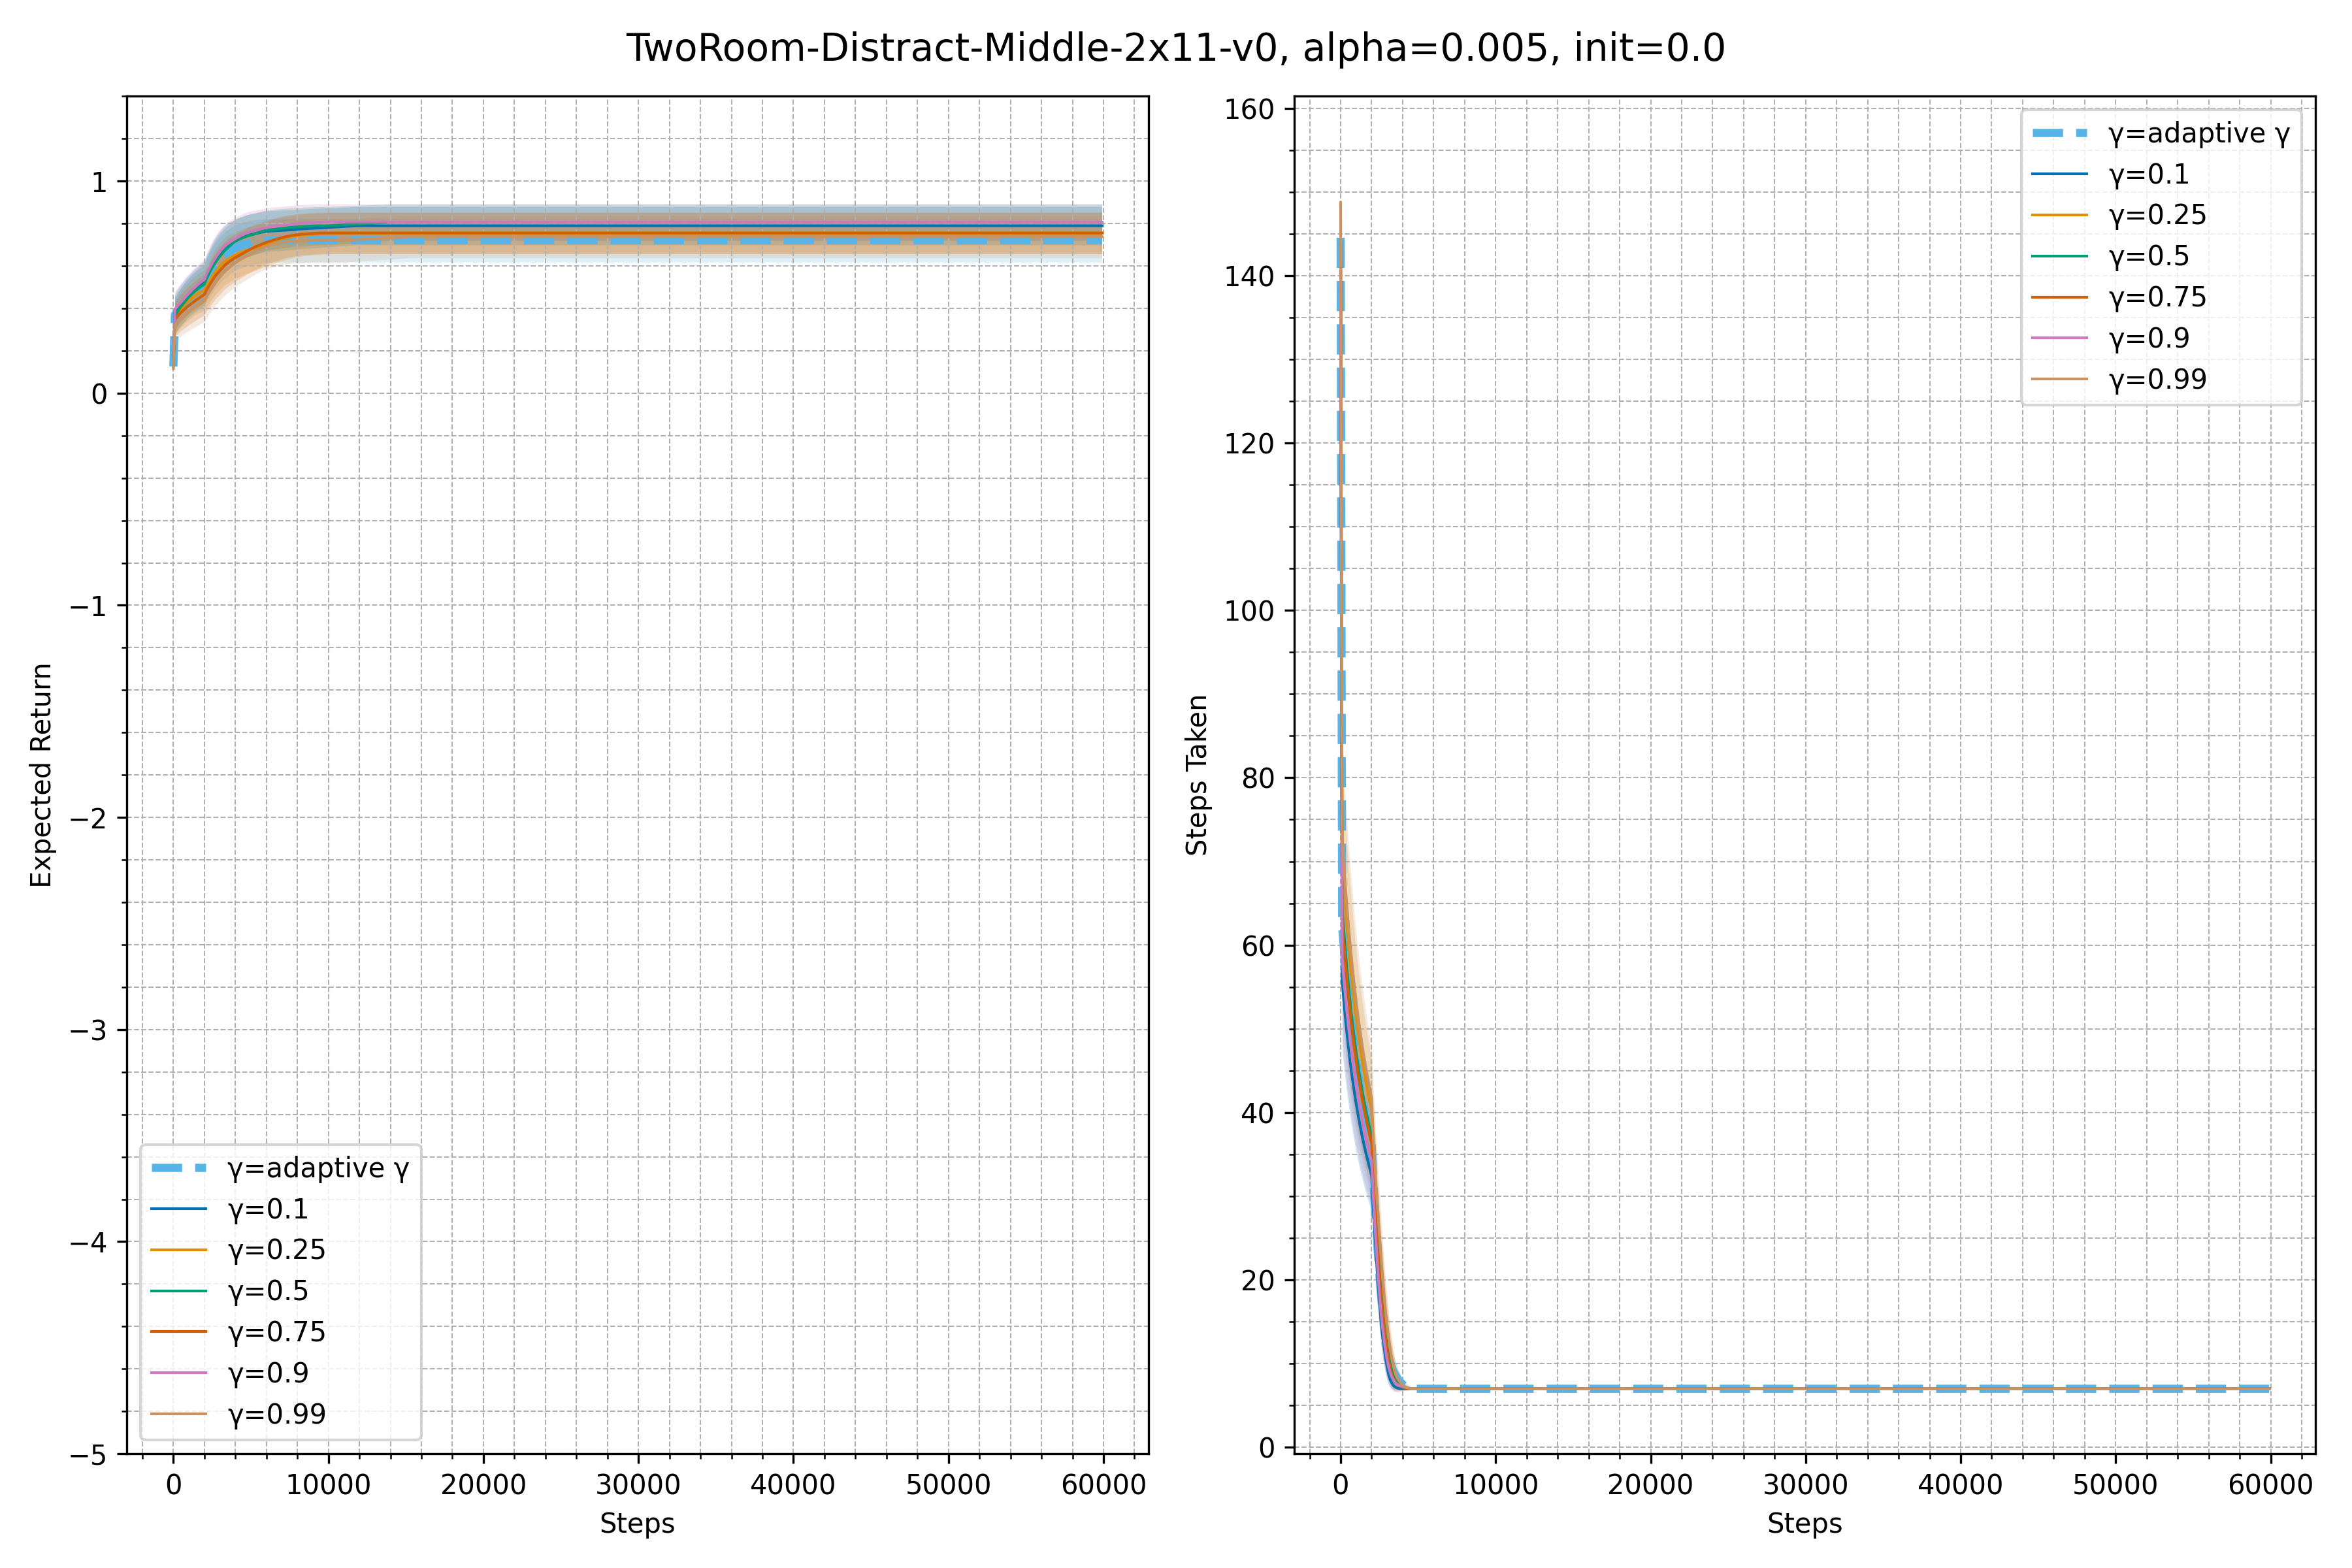 TwoRoom-Distract-Middle-2x11-v0, alpha=0.005, init=0.0
Expected Return
1
0
−1
−2
−3
−4
−5
γ=adaptive γ
γ=0.1
γ=0.25
γ=0.5
γ=0.75
γ=0.9
γ=0.99
0 10000 20000 30000 40000 50000 60000
Steps
Steps Taken
160
140
120
100
80
60
40
20
0
γ=adaptive γ
γ=0.1
γ=0.25
γ=0.5
γ=0.75
γ=0.9
γ=0.99
0 10000 20000 30000 40000 50000 60000
Steps